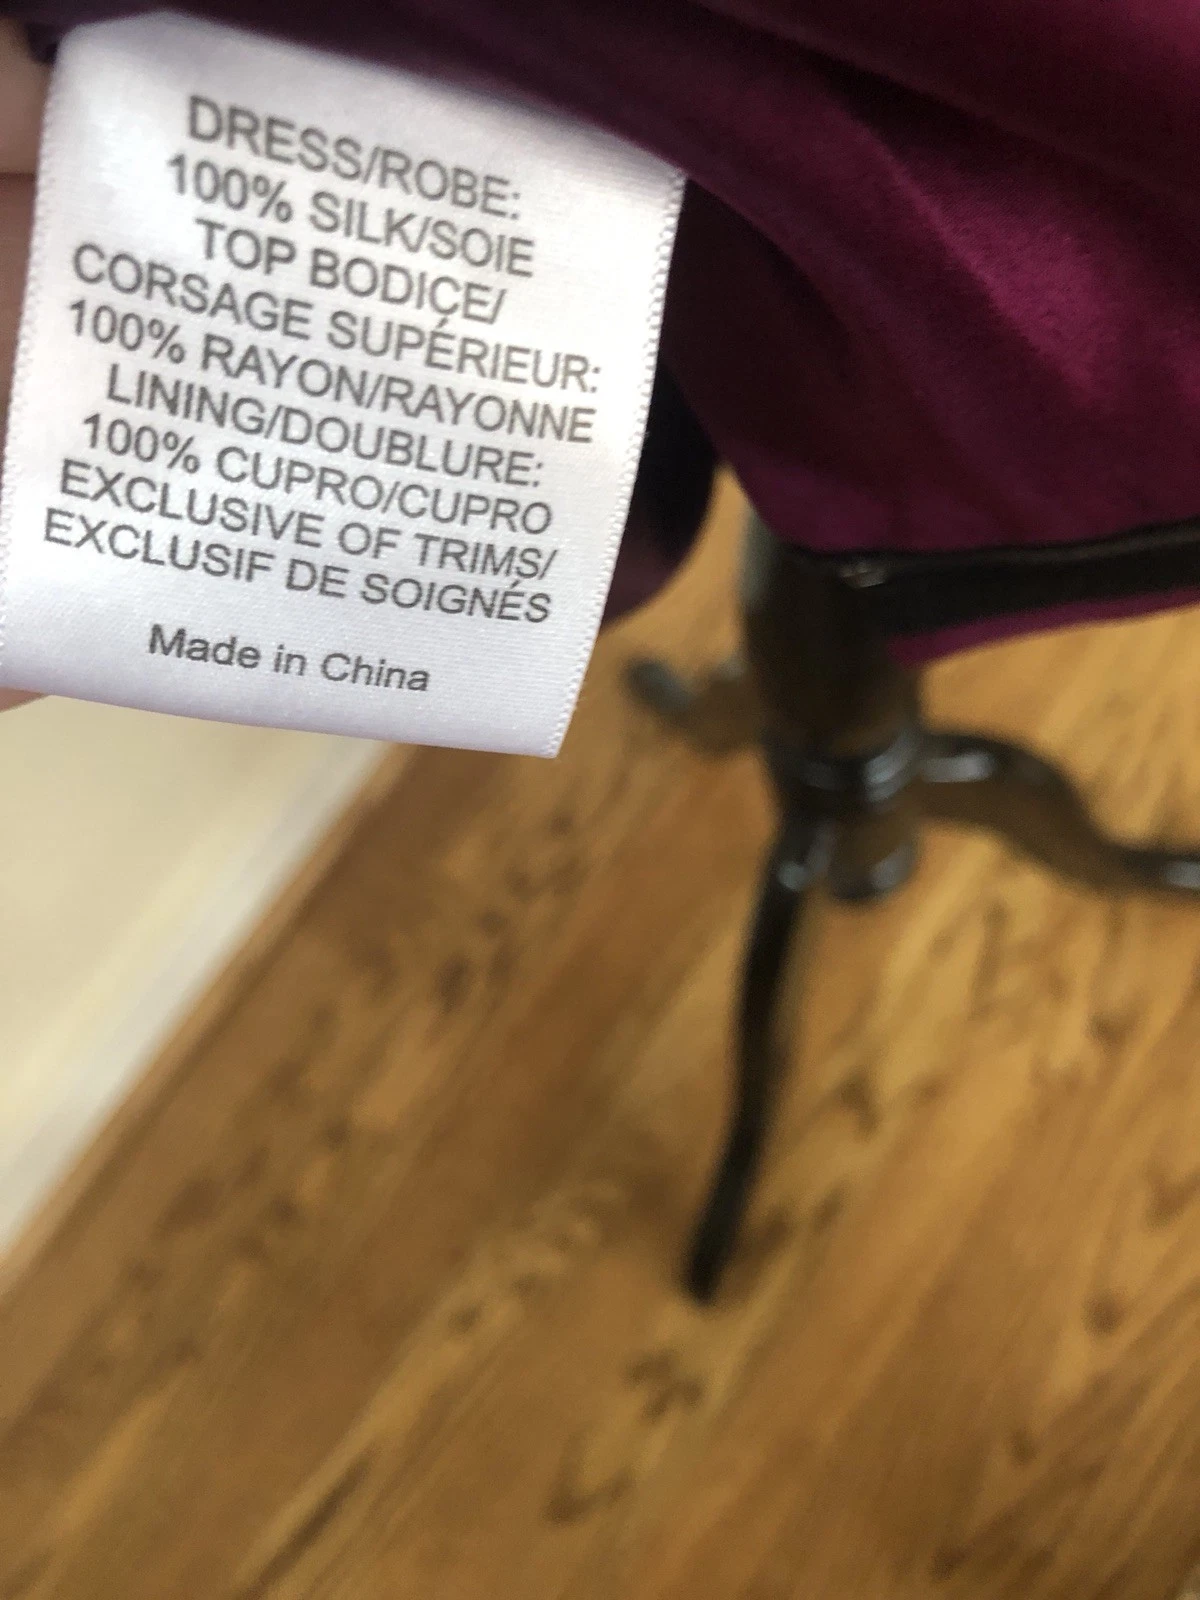 DRESS/ROBE:
100% SILK/SOIE
TOP BODICE/
CORSAGE SUPÉRIEUR:
100% RAYON/RAYONNE
LINING/DOUBLURE:
100% CUPRO/CUPRO
EXCLUSIVE OF TRIMS/
EXCLUSIF DE SOIGNÉS
Made in China